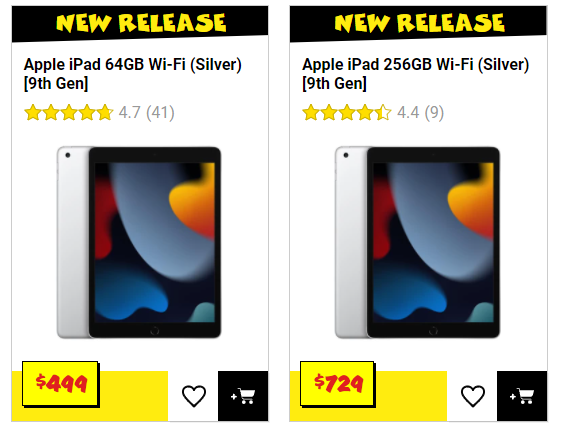 NEW RELEASE
Apple iPad 64GB Wi-Fi (Silver)
[9th Gen]
4.7 (41)
$499
NEW RELEASE
Apple iPad 256GB Wi-Fi (Silver)
[9th Gen]
4.4 (9)
$729